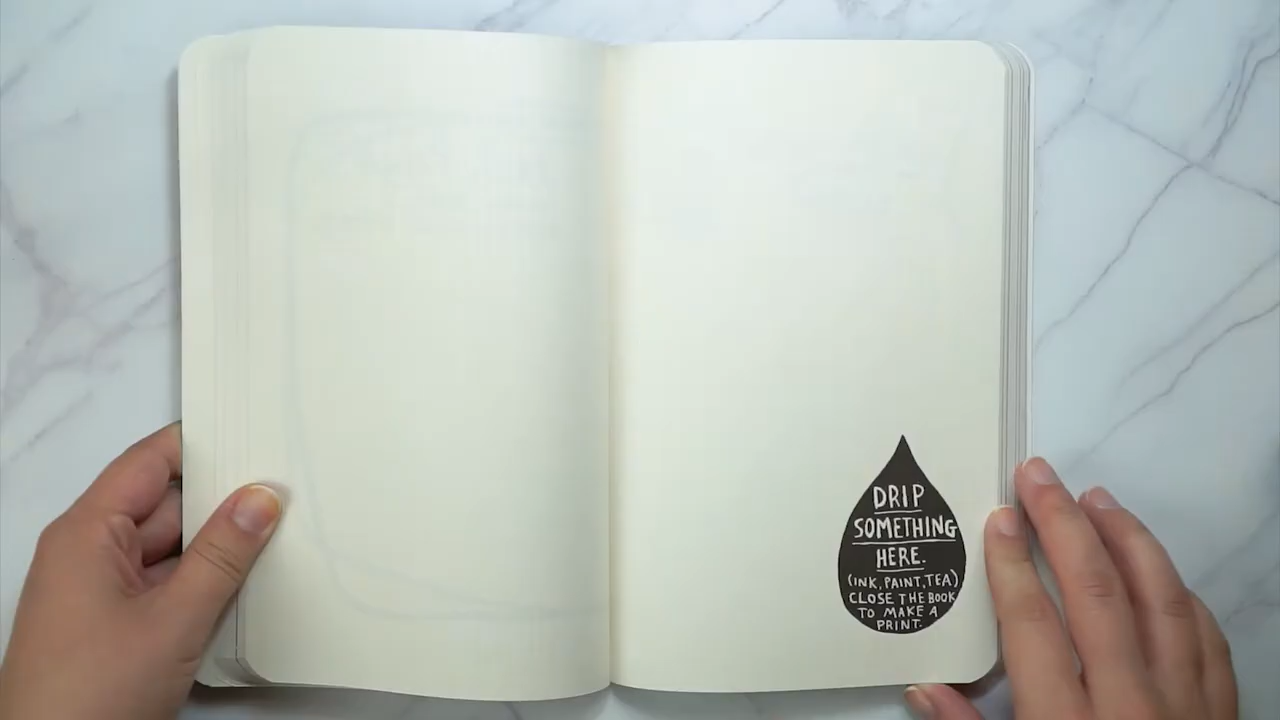 DRIP
SOMETHING
HERE.
(INK, PAINT, TEA)
CLOSE THE BOOK
TO MAKE A
PRINT.